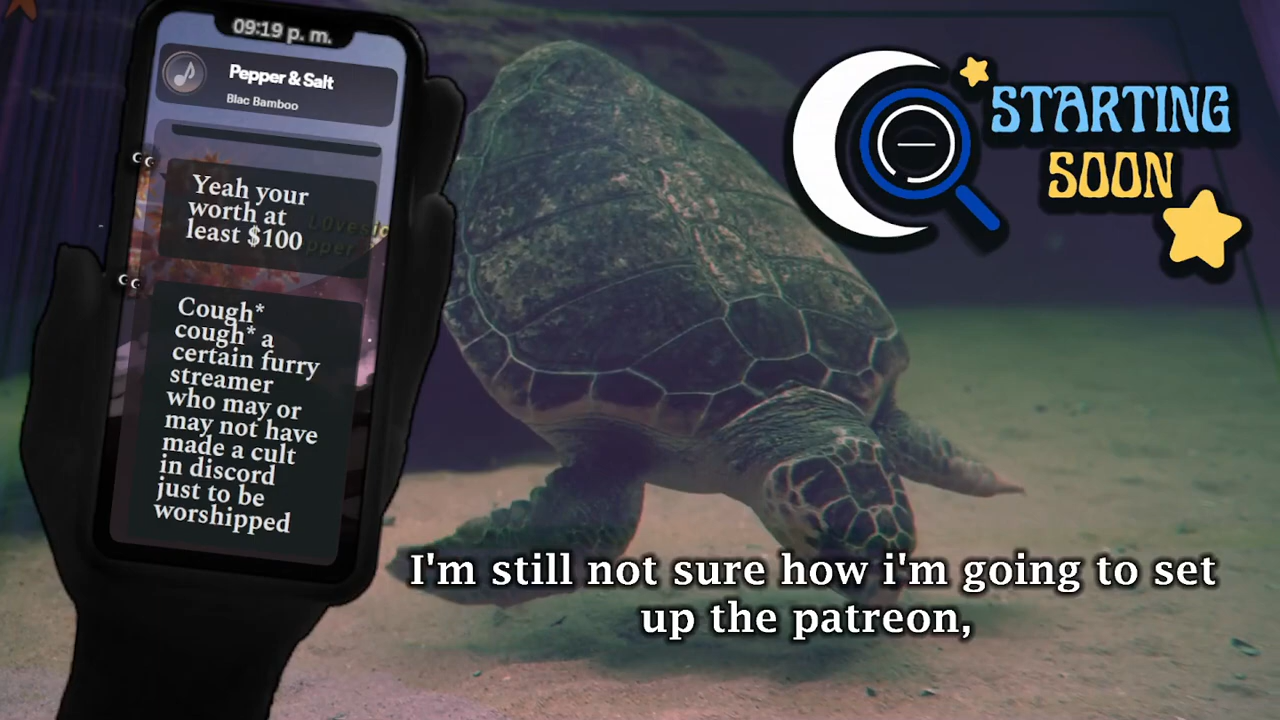 09:19 p. m.
Pepper & Salt
Blac Bamboo
Yeah your
worth at
least $100
Cough*
cough* a
certain furry
streamer
who may or
may not have
made a cult
in discord
just to be
worshipped
STARTING
SOON
I'm still not sure how i'm going to set
up the patreon,